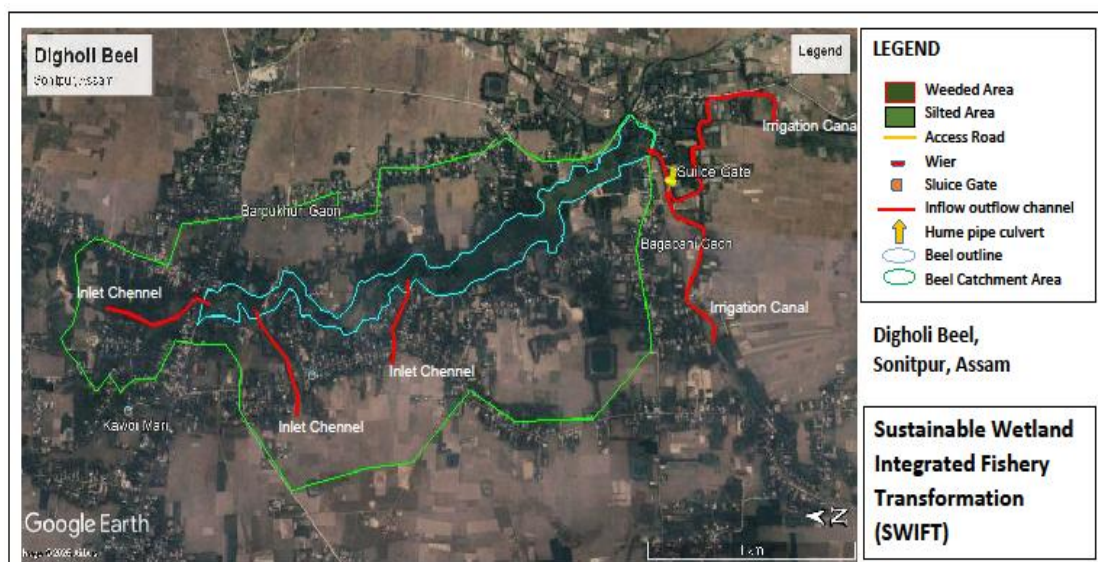 Digholi Beel
Sonitpur, Assam
Legend
Irrigation Canal
Sulice Gate
Barpukhuri Gaon
Bagapani Gaon
Inlet Chennel
Irrigation Canal
Inlet Chennel
Inlet Chennel
Kawoi Mari
Google Earth
N
1 km
LEGEND
Weeded Area
Silted Area
Access Road
Wier
Sluice Gate
Inflow outflow channel
Hume pipe culvert
Beel outline
Beel Catchment Area
Digholi Beel,
Sonitpur, Assam
Sustainable Wetland
Integrated Fishery
Transformation
(SWIFT)